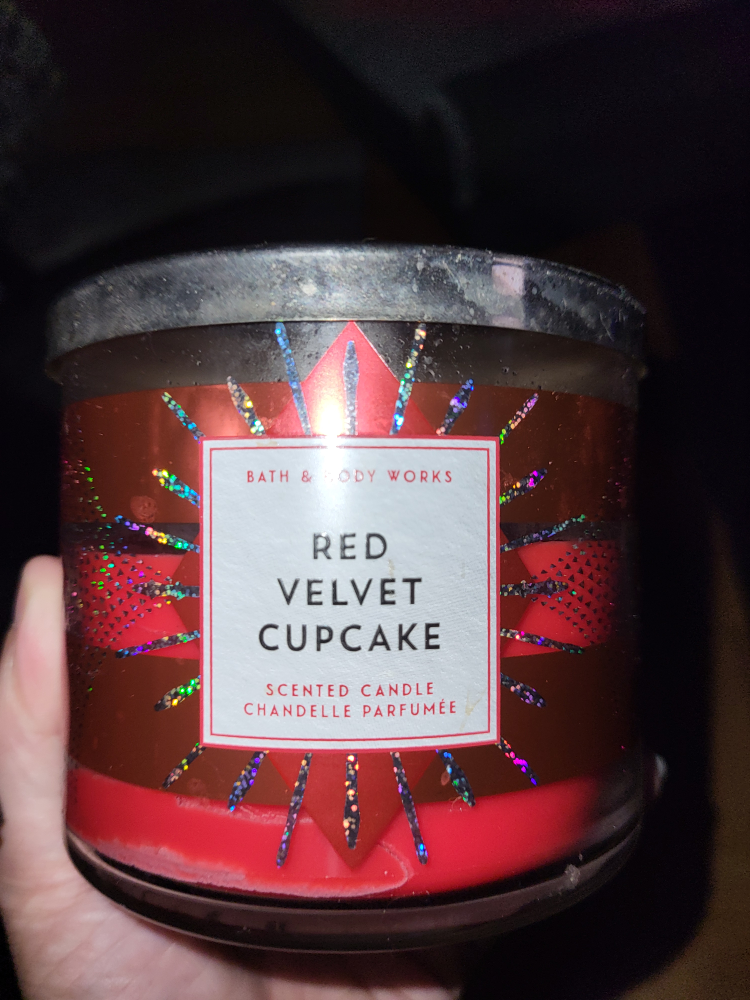 BATH & BODY WORKS
RED
VELVET
CUPCAKE
SCENTED CANDLE
CHANDELLE PARFUMÉE